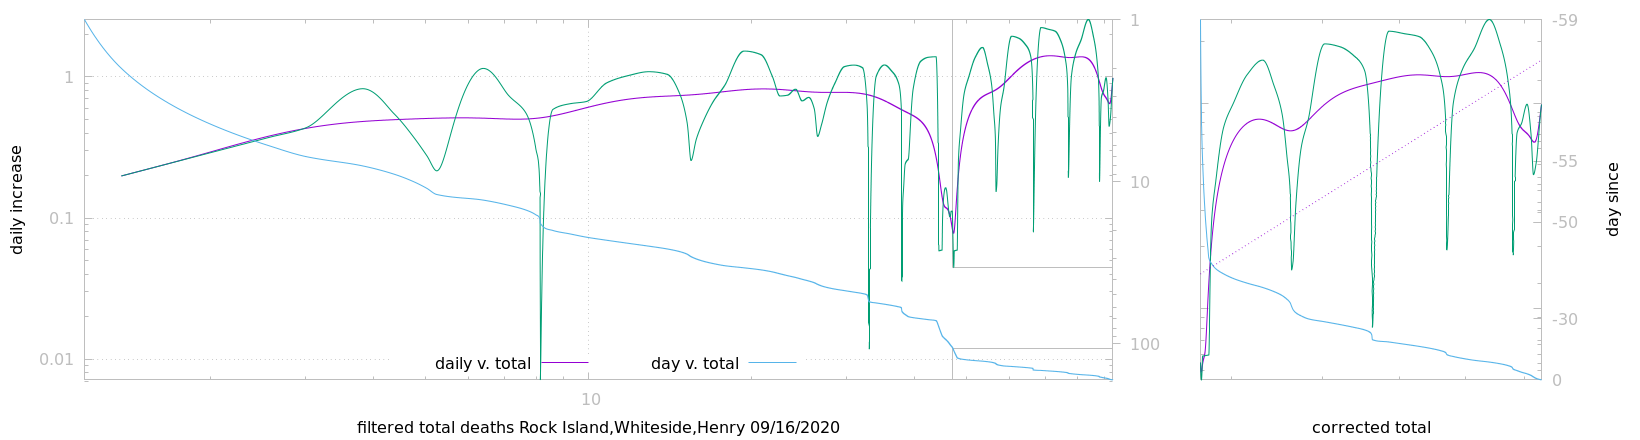 1
-59
1
daily increase
-55
day since
10
0.1
-50
-30
100
0.01
daily v. total
day v. total
0
10
filtered total deaths Rock Island,Whiteside,Henry 09/16/2020
corrected total